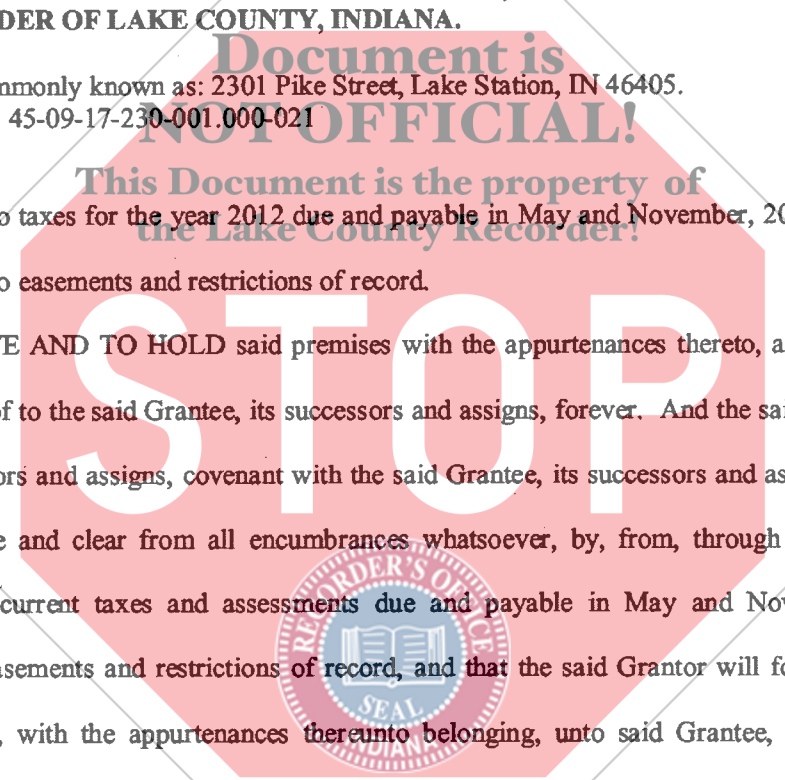 DER OF LAKE COUNTY, INDIANA.
Document is
mmonly known as: 2301 Pike Street, Lake Station, IN 46405.
45-09-17-230-001.000-021
NOT OFFICIAL!
This Document is the property of
o taxes for the year 2012 due and payable in May and November, 20
the Lake County Recorder!
o easements and restrictions of record.
STOP
E AND TO HOLD said premises with the appurtenances thereto, a
f to the said Grantee, its successors and assigns, forever. And the sai
ors and assigns, covenant with the said Grantee, its successors and as
e and clear from all encumbrances whatsoever, by, from, through
current taxes and assessments due and payable in May and Nov
asements and restrictions of record, and that the said Grantor will fo
, with the appurtenances thereunto belonging, unto said Grantee,
RECORDER'S OFFICE
SEAL
INDIANA